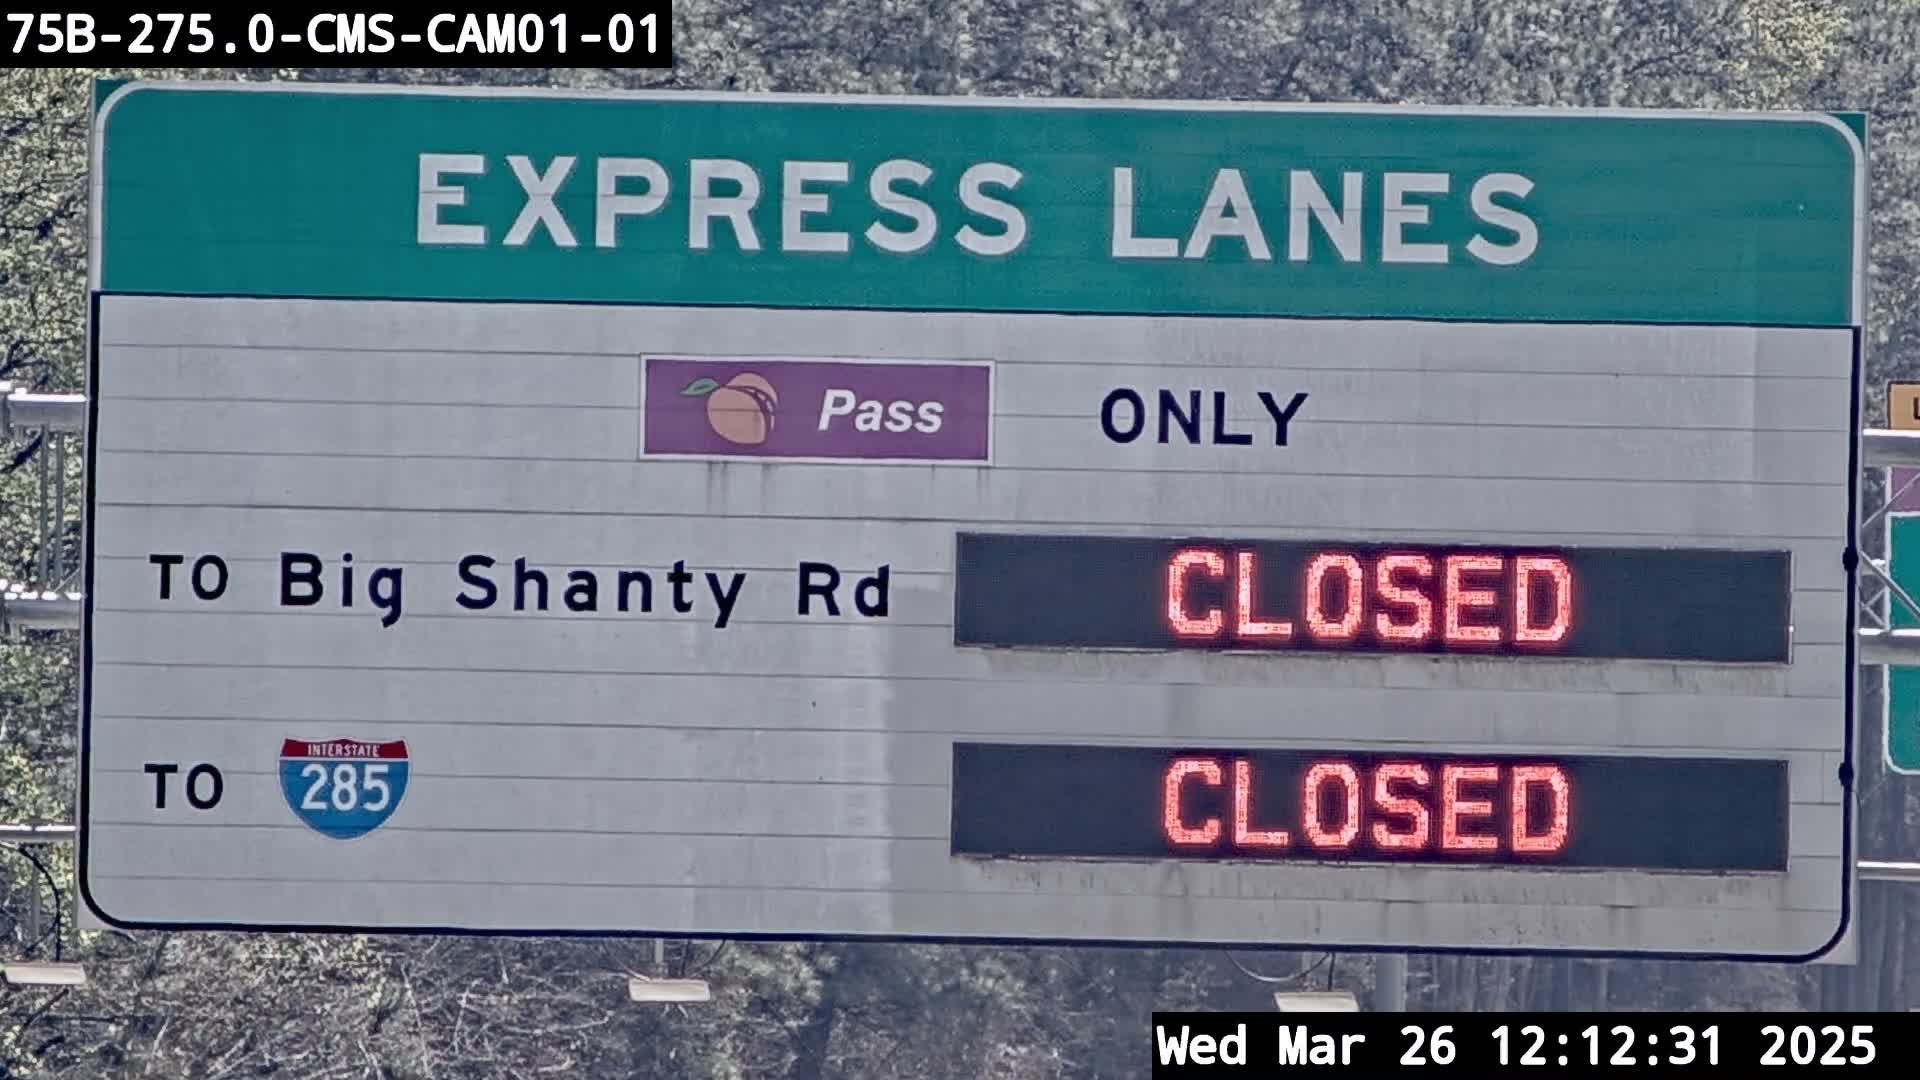 75B-275.0-CMS-CAM01-01
EXPRESS LANES
Pass ONLY
TO Big Shanty Rd CLOSED
TO INTERSTATE 285 CLOSED
Wed Mar 26 12:12:31 2025